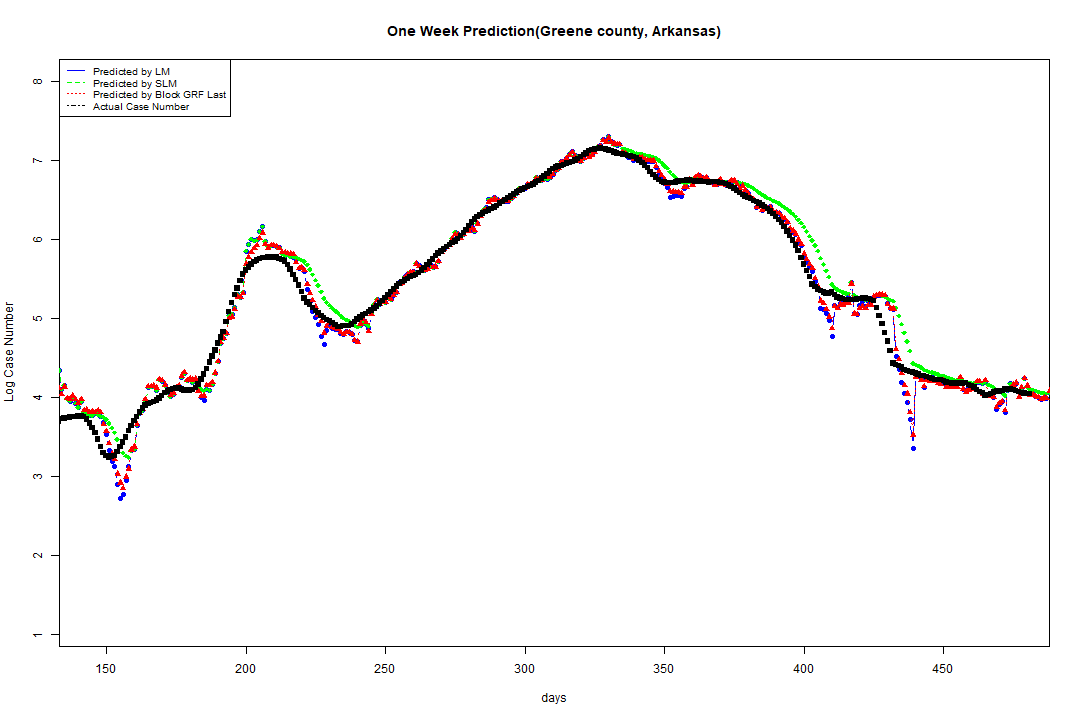 One Week Prediction(Greene county, Arkansas)
Predicted by LM
Predicted by SLM
Predicted by Block GRF Last
Actual Case Number
8
7
6
5
4
3
2
1
Log Case Number
150 200 250 300 350 400 450
days